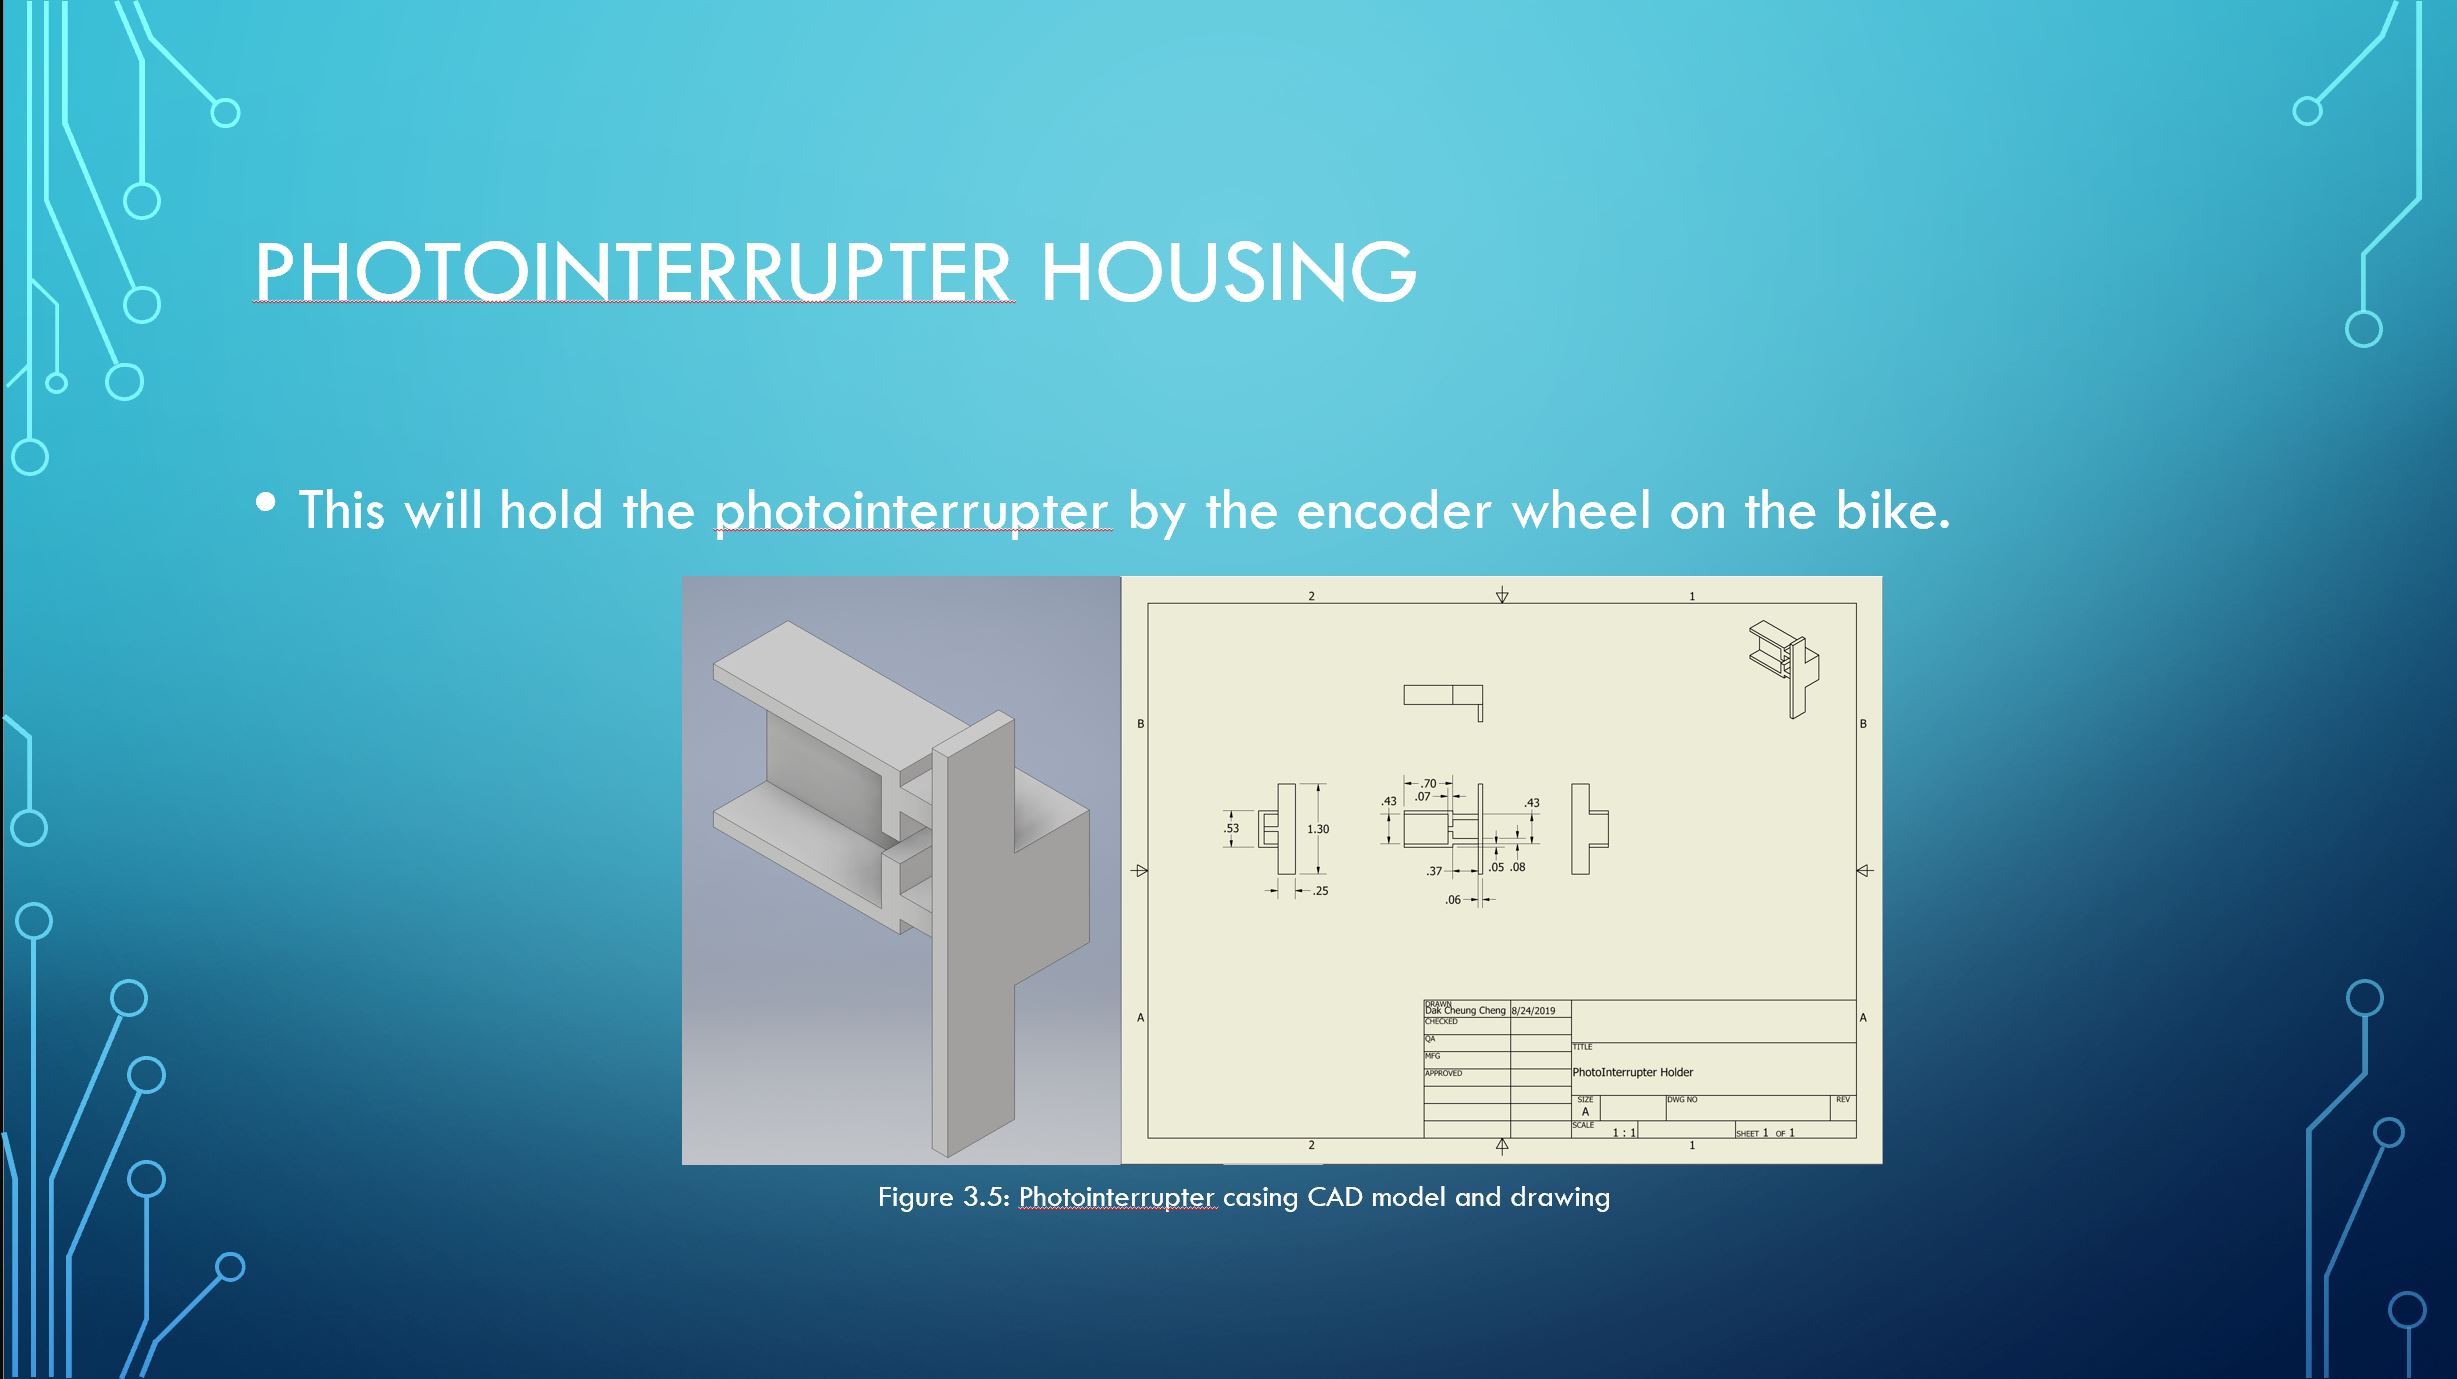 PHOTOINTERRUPTER HOUSING
• This will hold the photointerrupter by the encoder wheel on the bike.
2 1
B B
.70
.07
.43 .43
.53 1.30
.37 .05 .08
.25
.06
A A
DRAWN
Dak Cheung Cheng 8/24/2019
CHECKED
QA
MFG
APPROVED
TITLE
PhotoInterrupter Holder
SIZE DWG NO REV
A
SCALE
1 : 1 SHEET 1 OF 1
2 1
Figure 3.5: Photointerrupter casing CAD model and drawing